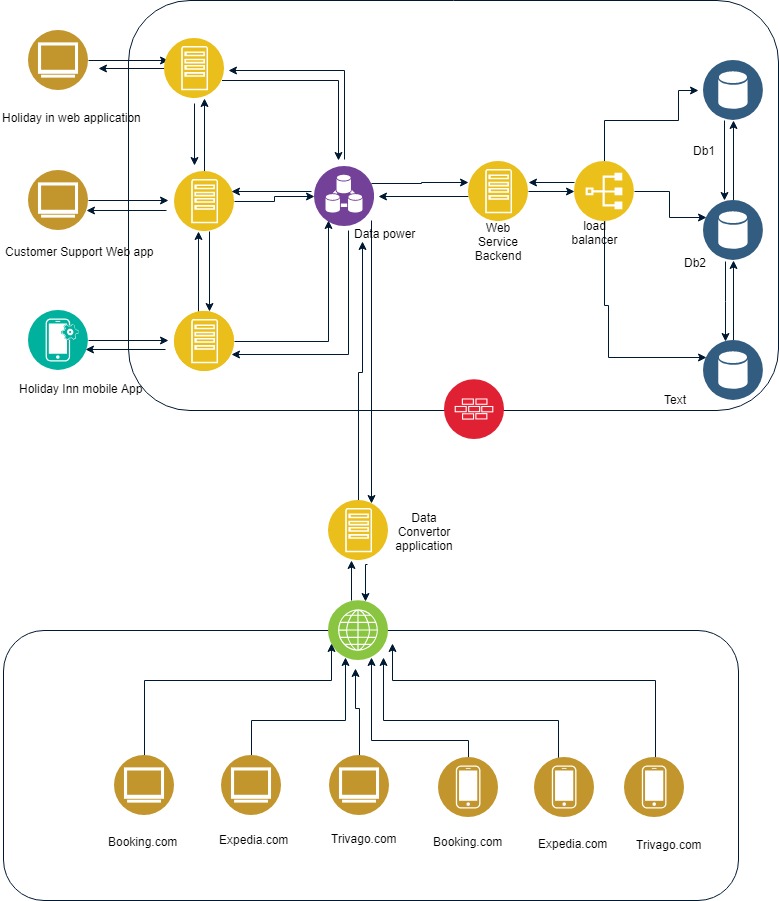 Holiday in web application
Db1
Customer Support Web app
Data power
Web
Service
Backend
load
balancer
Db2
Holiday Inn mobile App
Text
Data
Convertor
application
Booking.com
Expedia.com
Trivago.com
Booking.com
Expedia.com
Trivago.com